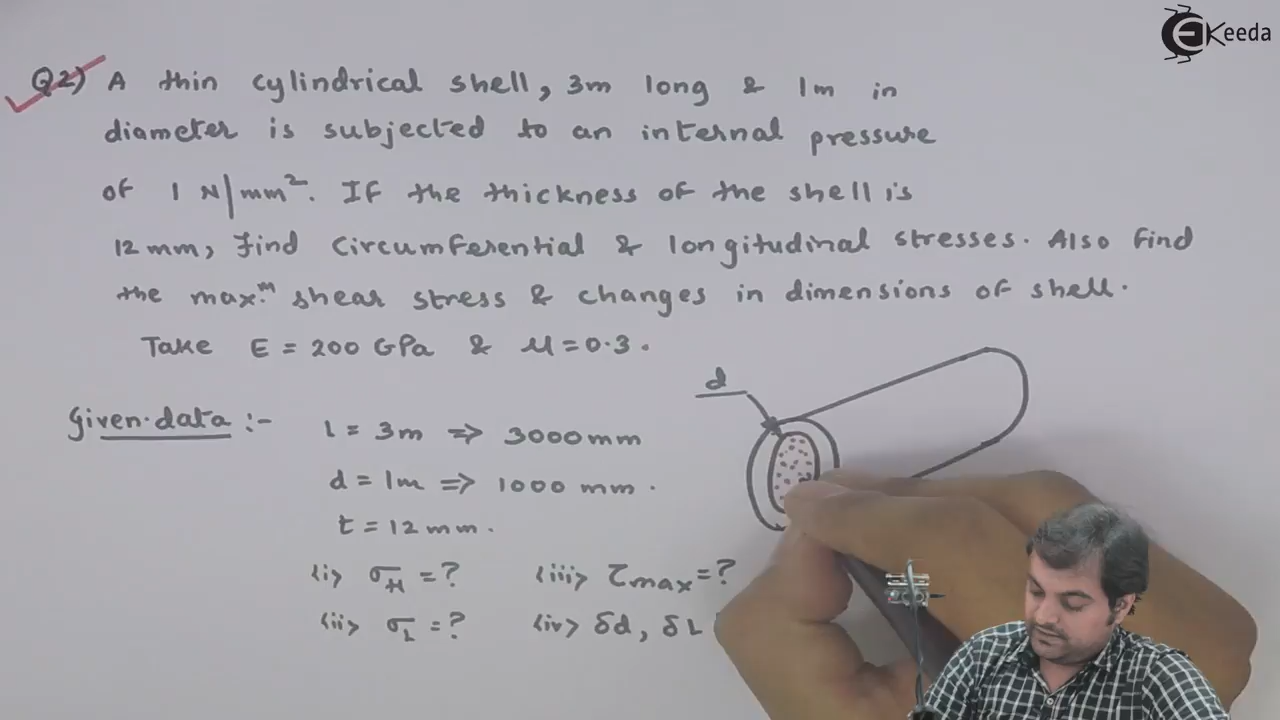 EKeeda
Q2) A thin cylindrical shell, 3m long & 1m in
diameter is subjected to an internal pressure
of 1 N/mm². If the thickness of the shell is
12 mm, find circumferential & longitudinal stresses. Also find
the max.ᵐ shear stress & changes in dimensions of shell.
Take E = 200 GPa & μ = 0.3.
d
Given data :-
l = 3m => 3000 mm
d = 1m => 1000 mm.
t = 12 mm.
<i> σH = ? <iii> τmax = ?
<ii> σL = ? <iv> δd, δL